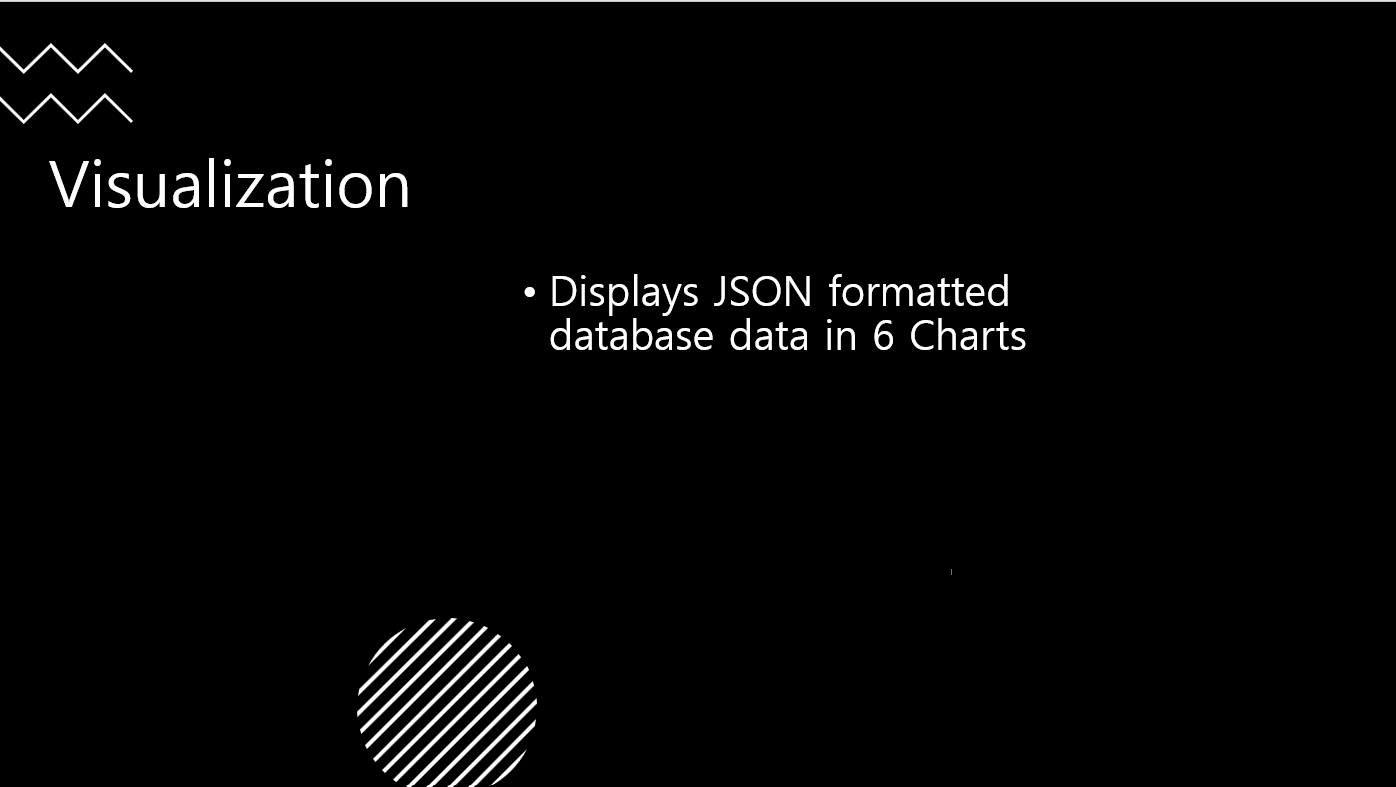 Visualization
• Displays JSON formatted
database data in 6 Charts